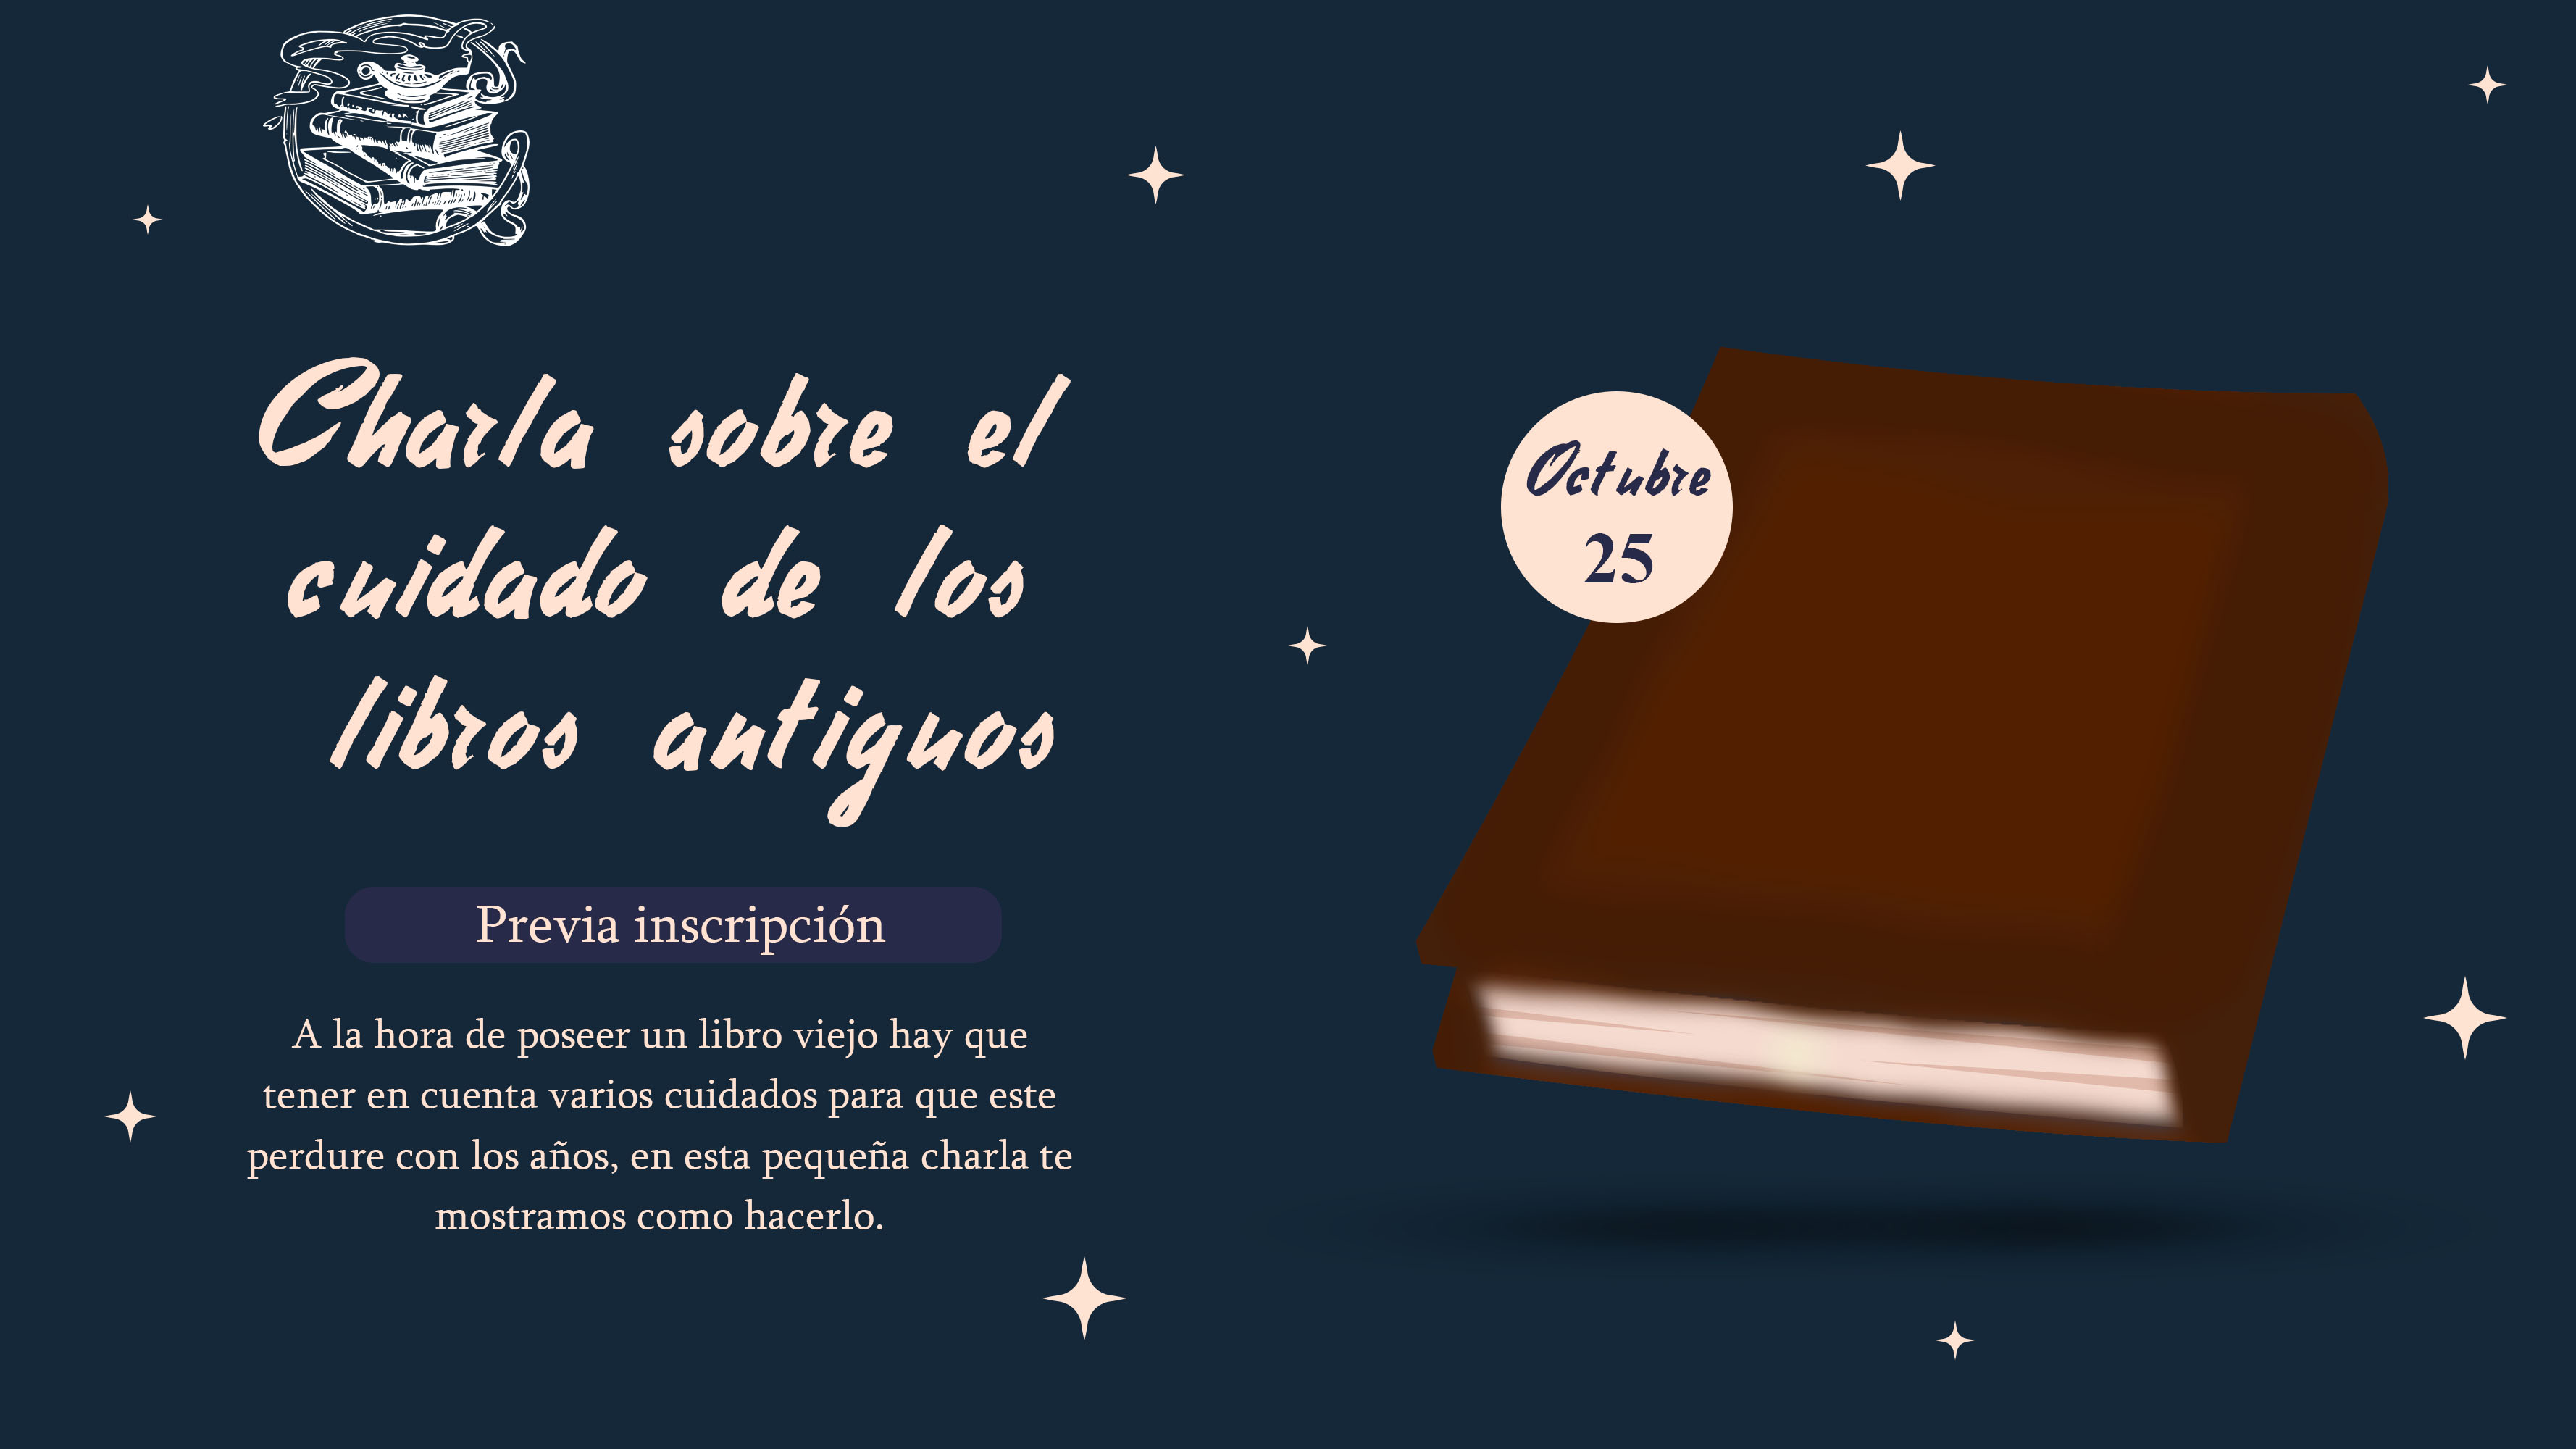 Charla sobre el
cuidado de los
libros antiguos
Previa inscripción
A la hora de poseer un libro viejo hay que
tener en cuenta varios cuidados para que este
perdure con los años, en esta pequeña charla te
mostramos como hacerlo.
Octubre
25